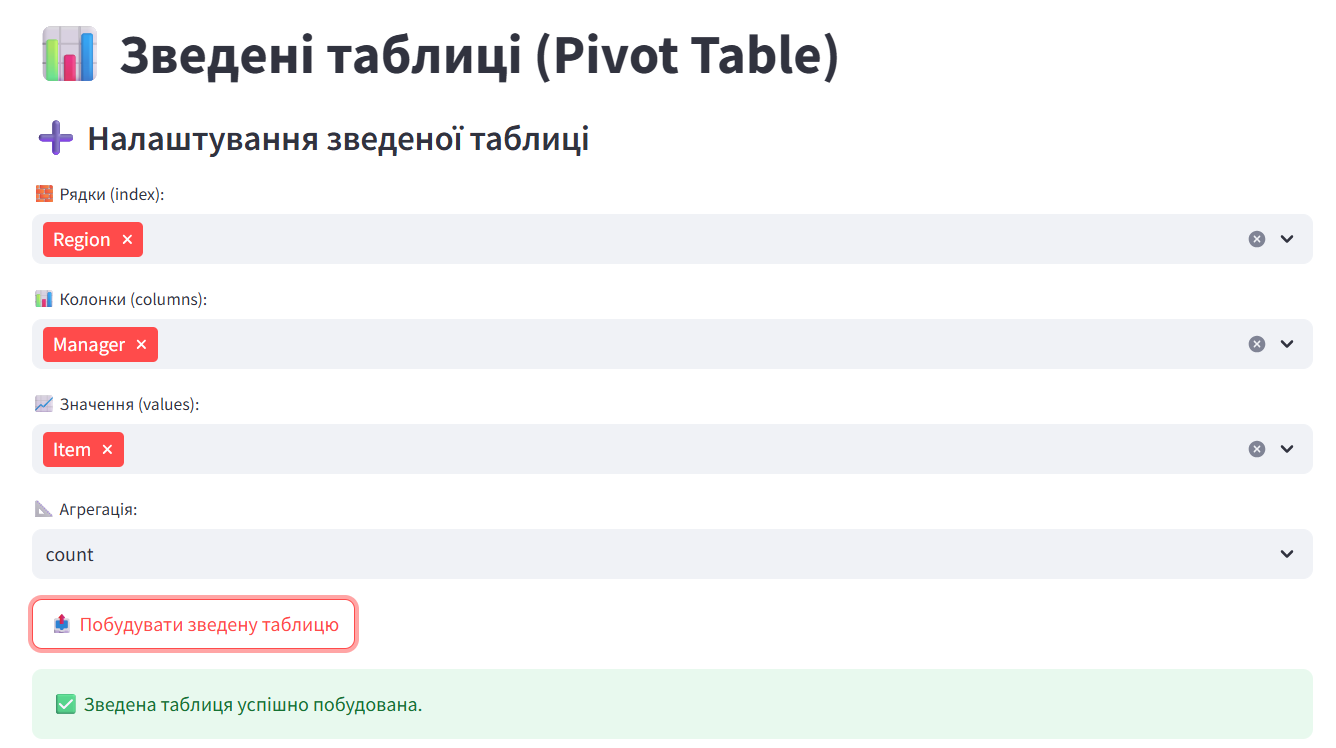 Зведені таблиці (Pivot Table)
Налаштування зведеної таблиці
Рядки (index):
Region ×
Колонки (columns):
Manager ×
Значення (values):
Item ×
Агрегація:
count
Побудувати зведену таблицю
Зведена таблиця успішно побудована.